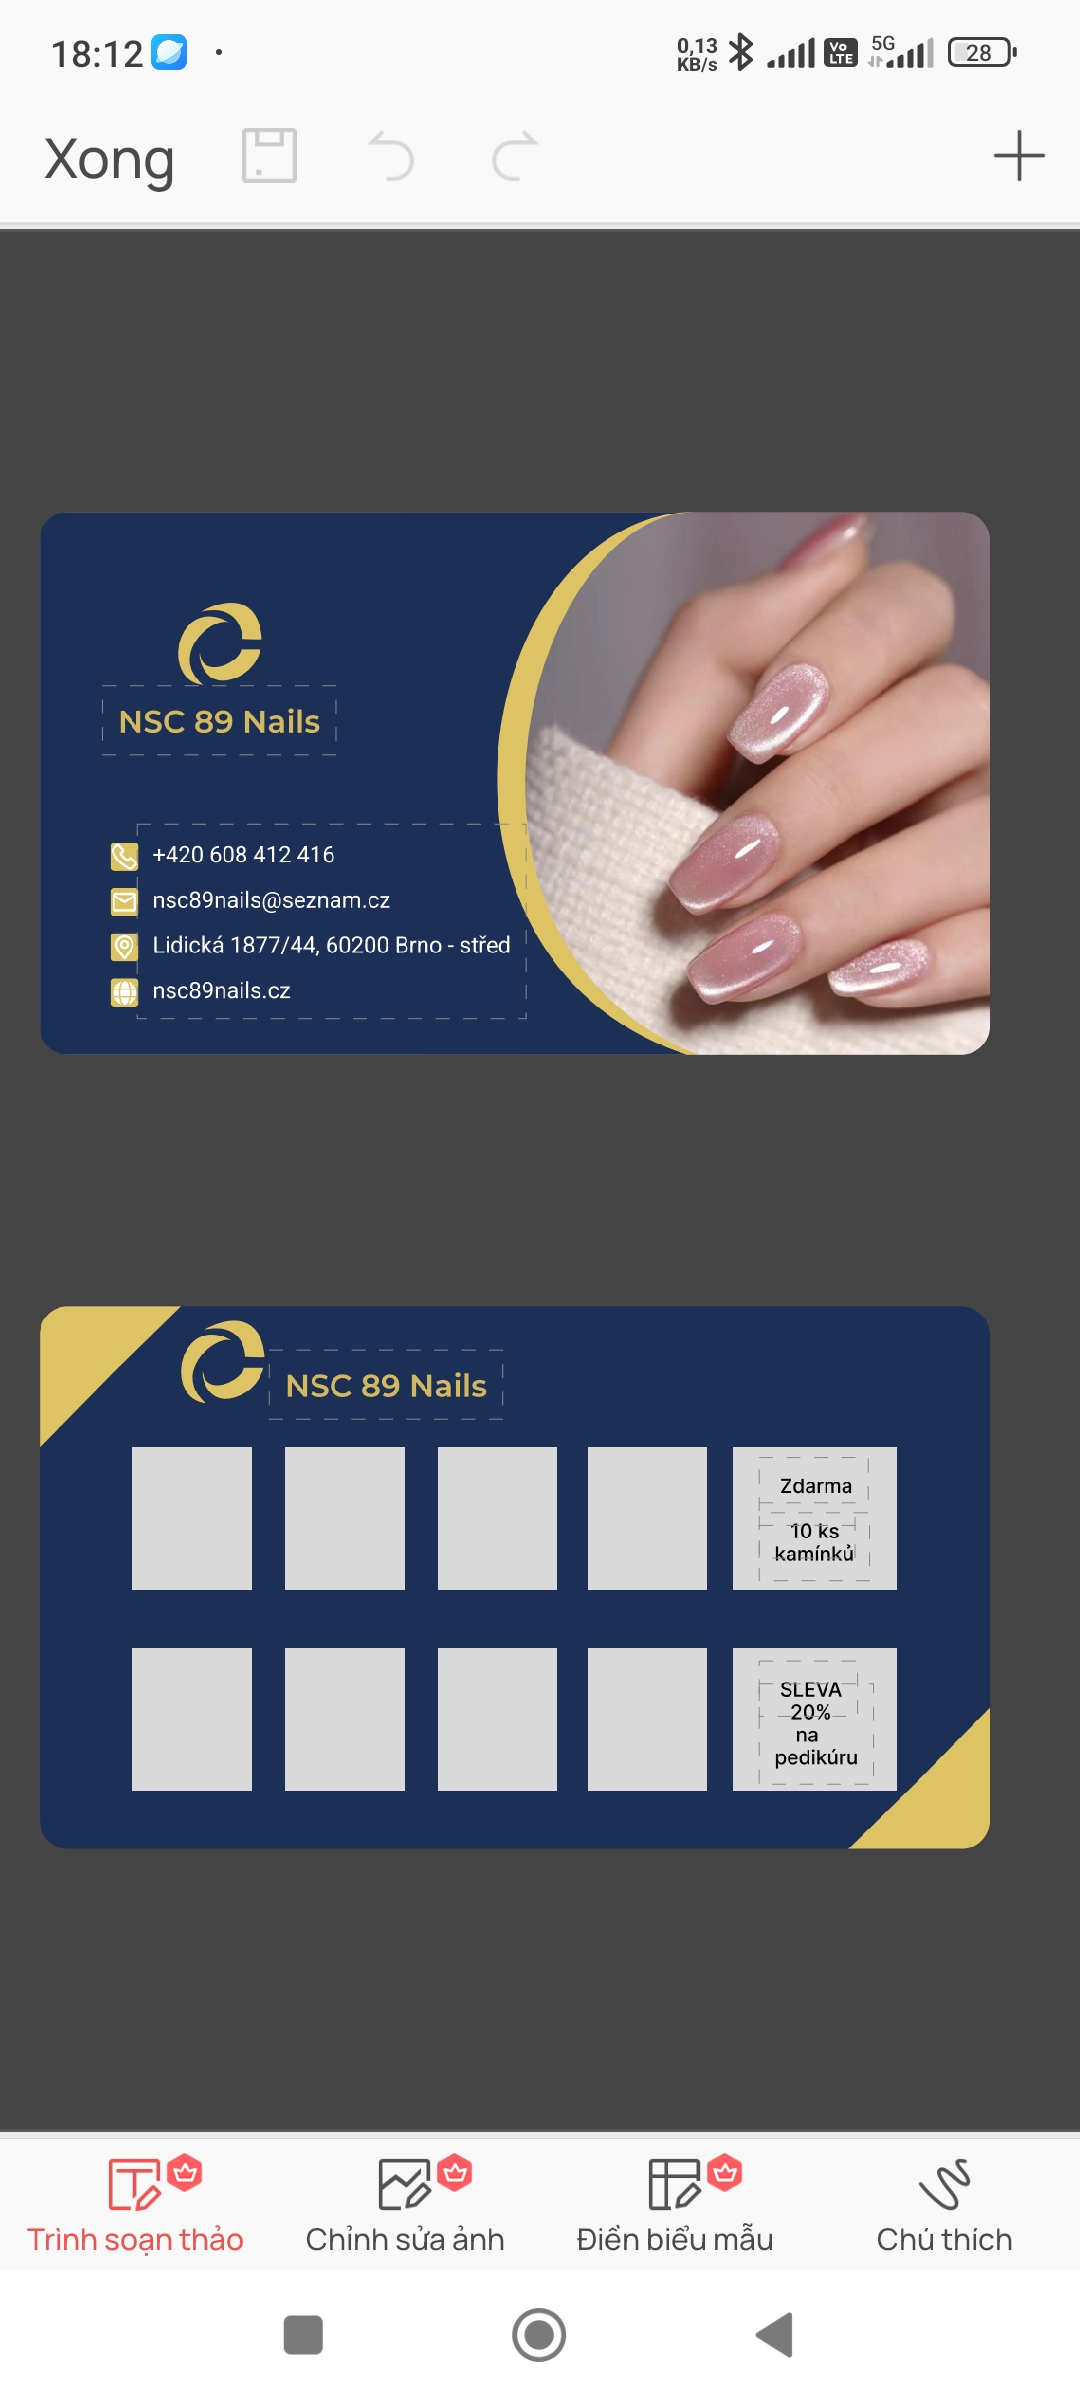 18:12
0,13
KB/s
Vo
LTE
5G
28
Xong
NSC 89 Nails
+420 608 412 416
nsc89nails@seznam.cz
Lidická 1877/44, 60200 Brno - střed
nsc89nails.cz
NSC 89 Nails
Zdarma
10 ks
kamínků
SLEVA
20%
na
pedikúru
Trình soạn thảo
Chỉnh sửa ảnh
Điền biểu mẫu
Chú thích